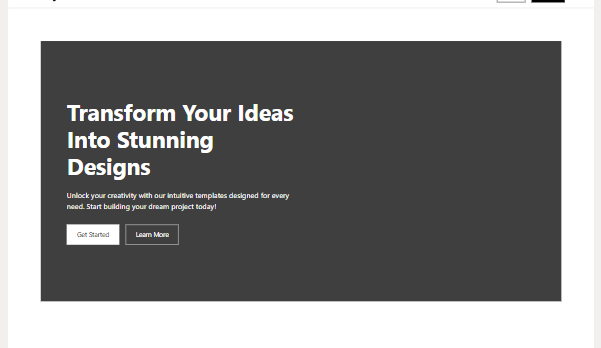 Transform Your Ideas
Into Stunning
Designs
Unlock your creativity with our intuitive templates designed for every
need. Start building your dream project today!
Get Started
Learn More